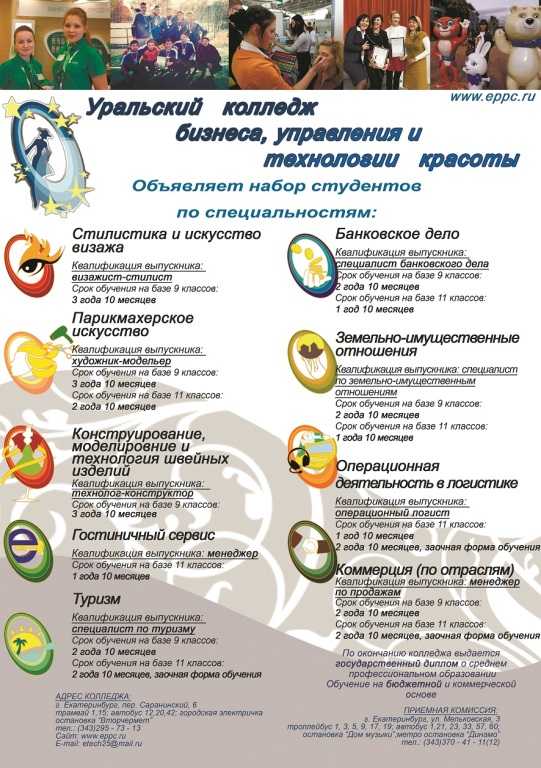 www.eppc.ru
Уральский колледж
бизнеса, управления и
технологии красоты
Объявляет набор студентов
по специальностям:
Стилистика и искусство
визажа
Квалификация выпускника:
визажист-стилист
Срок обучения на базе 9 классов:
3 года 10 месяцев
Парикмахерское
искусство
Квалификация выпускника:
художник-модельер
Срок обучения на базе 9 классов:
3 года 10 месяцев
Срок обучения на базе 11 классов:
2 года 10 месяцев
Конструирование,
моделировние и
технология швейных
изделий
Квалификация выпускника:
технолог-конструктор
Срок обучения на базе 9 классов:
3 года 10 месяцев
Гостиничный сервис
Квалификация выпускника: менеджер
Срок обучения на базе 11 классов:
1 год 10 месяцев
Туризм
Квалификация выпускника:
специалист по туризму
Срок обучения на базе 9 классов:
2 года 10 месяцев
Срок обучения на базе 11 классов:
2 года 10 месяцев, заочная форма обучения
Банковское дело
Квалификация выпускника:
специалист банковского дела
Срок обучения на базе 9 классов:
2 года 10 месяцев
Срок обучения на базе 11 классов:
1 год 10 месяцев
Земельно-имущественные
отношения
Квалификация выпускника: специалист
по земельно-имущественным
отношениям
Срок обучения на базе 9 классов:
2 года 10 месяцев
Срок обучения на базе 11 классов:
1 года 10 месяцев
Операционная
деятельность в логистике
Квалификация выпускника:
операционный логист
Срок обучения на базе 11 классов:
1 год 10 месяцев
2 года 10 месяцев, заочная форма обучения
Коммерция (по отраслям)
Квалификация выпускника: менеджер
по продажам
Срок обучения на базе 9 классов:
2 года 10 месяцев
Срок обучения на базе 11 классов:
2 года 10 месяцев, заочная форма обучения
По окончанию колледжа выдается
государственный диплом о среднем
профессиональном образовании
Обучение на бюджетной и коммерческой
основе
АДРЕС КОЛЛЕДЖА:
г. Екатеринбург, пер. Саранинский, 6
трамвай 1,15; автобус 12,20,42; городская электричка
остановка "Вторчермет"
тел.: (343)295 - 73 - 13
Сайт: www.eppc.ru
E-mail: etech25@mail.ru
ПРИЕМНАЯ КОМИССИЯ:
г. Екатеринбург, ул. Мельковская, 3
троллейбус 1, 3, 5, 9, 17, 19; автобус 1,21, 23, 33, 57, 60;
остановка "Дом музыки";метро остановка "Динамо"
тел.: (343)370 - 41 - 11(12)